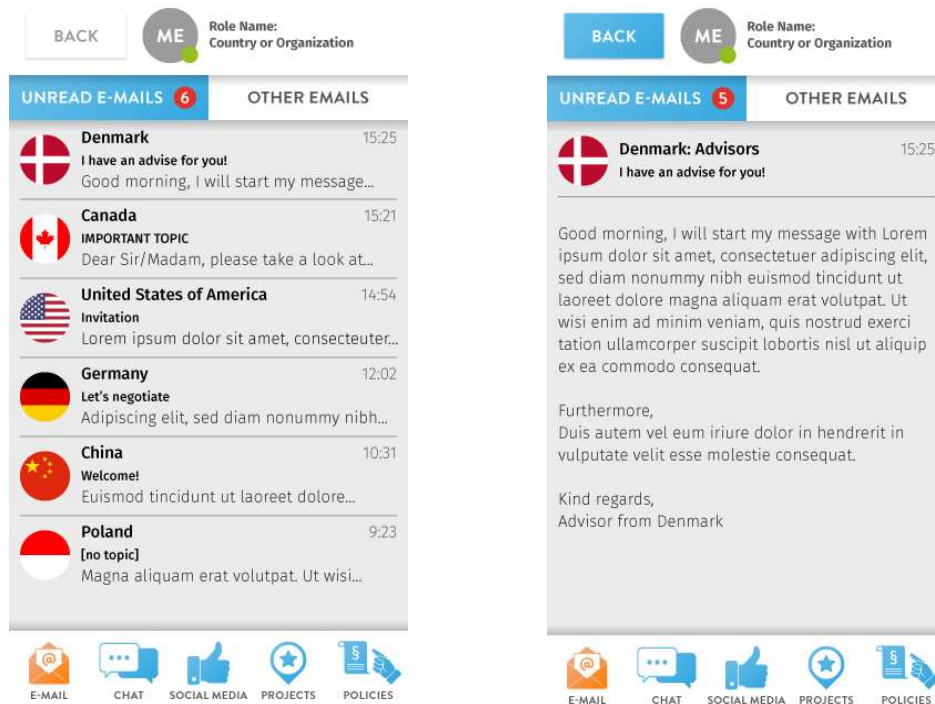 BACK
ME
Role Name:
Country or Organization
UNREAD E-MAILS 6
OTHER EMAILS
Denmark 15:25
I have an advise for you!
Good morning, I will start my message...
Canada 15:21
IMPORTANT TOPIC
Dear Sir/Madam, please take a look at...
United States of America 14:54
Invitation
Lorem ipsum dolor sit amet, consecteuter...
Germany 12:02
Let's negotiate
Adipiscing elit, sed diam nonummy nibh...
China 10:31
Welcome!
Euismod tincidunt ut laoreet dolore...
Poland 9:23
[no topic]
Magna aliquam erat volutpat. Ut wisi...
@
§
E-MAIL CHAT SOCIAL MEDIA PROJECTS POLICIES
BACK
ME
Role Name:
Country or Organization
UNREAD E-MAILS 5
OTHER EMAILS
Denmark: Advisors 15:25
I have an advise for you!
Good morning, I will start my message with Lorem
ipsum dolor sit amet, consectetuer adipiscing elit,
sed diam nonummy nibh euismod tincidunt ut
laoreet dolore magna aliquam erat volutpat. Ut
wisi enim ad minim veniam, quis nostrud exerci
tation ullamcorper suscipit lobortis nisl ut aliquip
ex ea commodo consequat.
Furthermore,
Duis autem vel eum iriure dolor in hendrerit in
vulputate velit esse molestie consequat.
Kind regards,
Advisor from Denmark
@
§
E-MAIL CHAT SOCIAL MEDIA PROJECTS POLICIES